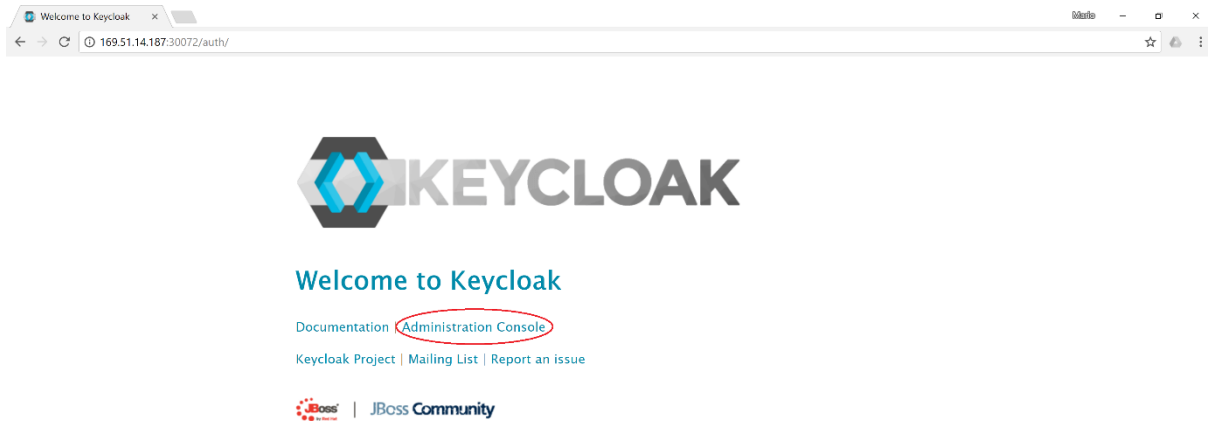 Welcome to Keycloak
Mario
169.51.14.187:30072/auth/
KEYCLOAK
Welcome to Keycloak
Documentation | Administration Console
Keycloak Project | Mailing List | Report an issue
JBoss | JBoss Community